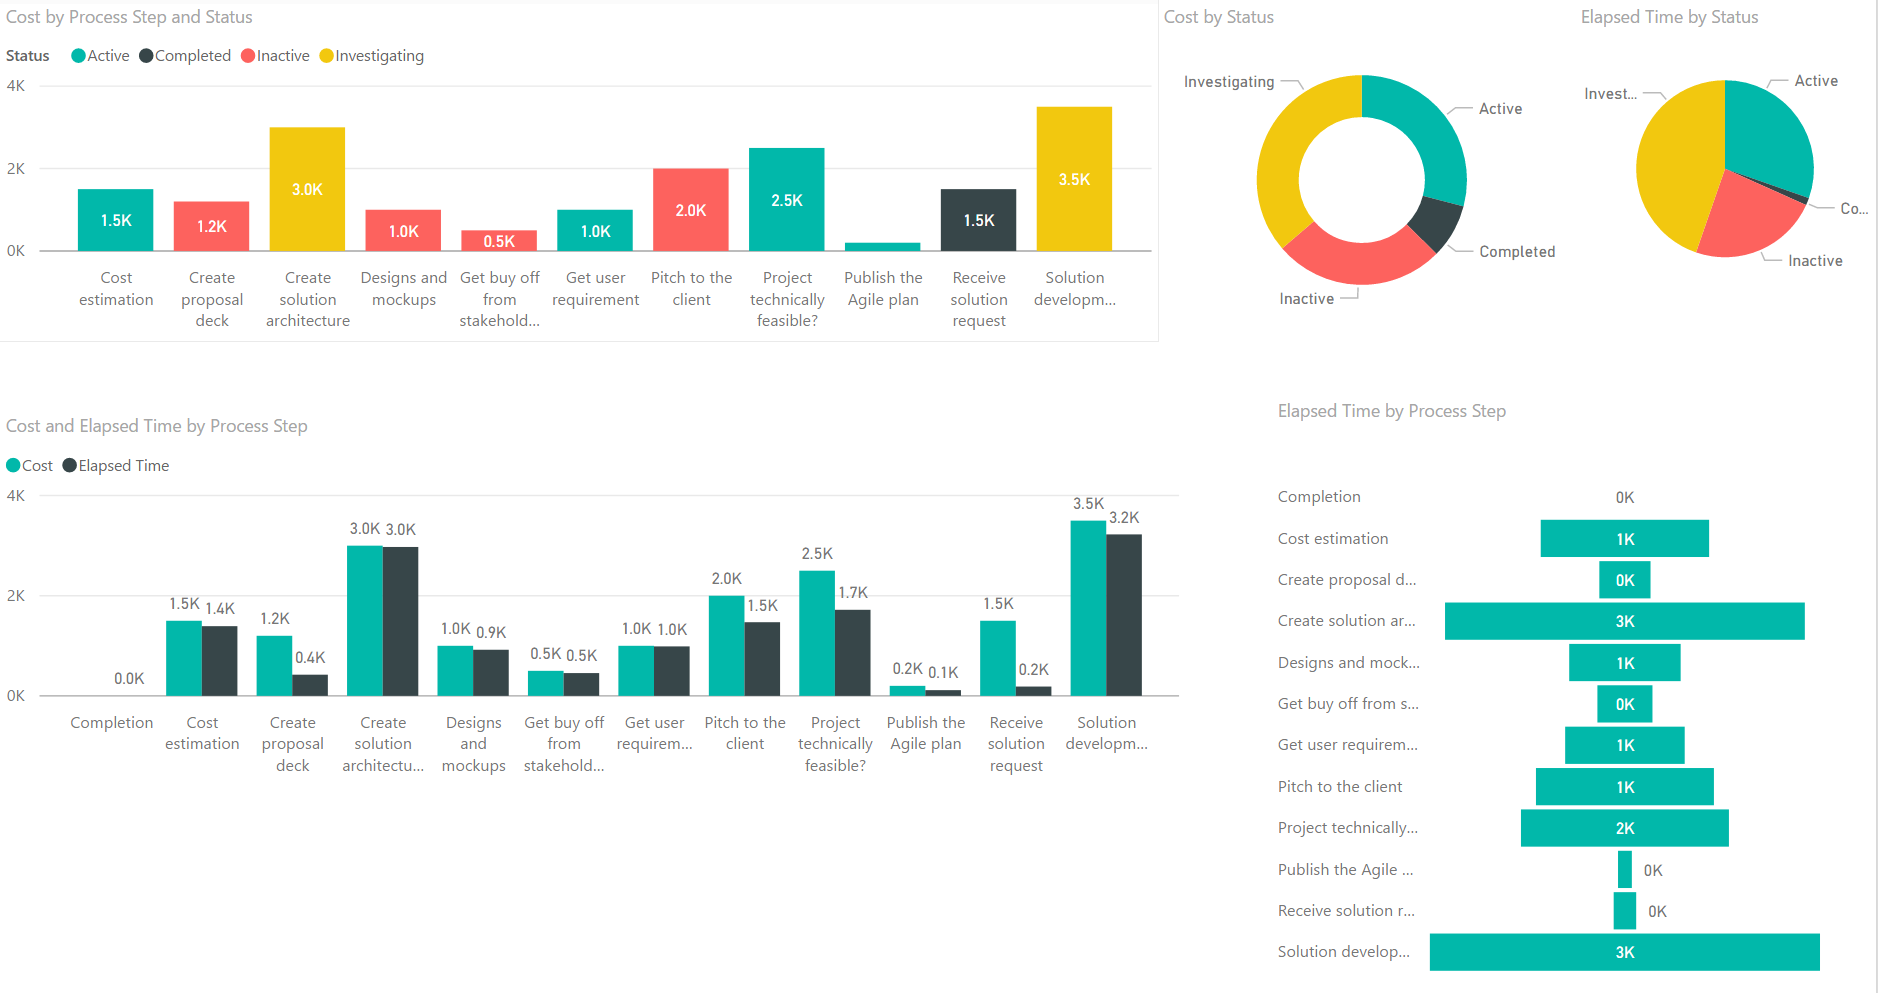 Cost by Process Step and Status
Status Active Completed Inactive Investigating
4K
2K
0K
1.5K
1.2K
3.0K
1.0K
0.5K
1.0K
2.0K
2.5K
1.5K
3.5K
Cost
estimation
Create
proposal
deck
Create
solution
architecture
Designs and
mockups
Get buy off
from
stakehold...
Get user
requirement
Pitch to the
client
Project
technically
feasible?
Publish the
Agile plan
Receive
solution
request
Solution
developm...
Cost by Status
Investigating
Active
Completed
Inactive
Elapsed Time by Status
Invest...
Active
Co...
Inactive
Cost and Elapsed Time by Process Step
Cost Elapsed Time
4K
2K
0K
0.0K
1.5K 1.4K
1.2K
0.4K
3.0K 3.0K
1.0K 0.9K
0.5K 0.5K
1.0K 1.0K
2.0K
1.5K
2.5K
1.7K
0.2K 0.1K
1.5K
0.2K
3.5K
3.2K
Completion
Cost
estimation
Create
proposal
deck
Create
solution
architectu...
Designs
and
mockups
Get buy off
from
stakehold...
Get user
requirem...
Pitch to the
client
Project
technically
feasible?
Publish the
Agile plan
Receive
solution
request
Solution
developm...
Elapsed Time by Process Step
Completion 0K
Cost estimation 1K
Create proposal d... 0K
Create solution ar... 3K
Designs and mock... 1K
Get buy off from s... 0K
Get user requirem... 1K
Pitch to the client 1K
Project technically... 2K
Publish the Agile ... 0K
Receive solution r... 0K
Solution develop... 3K